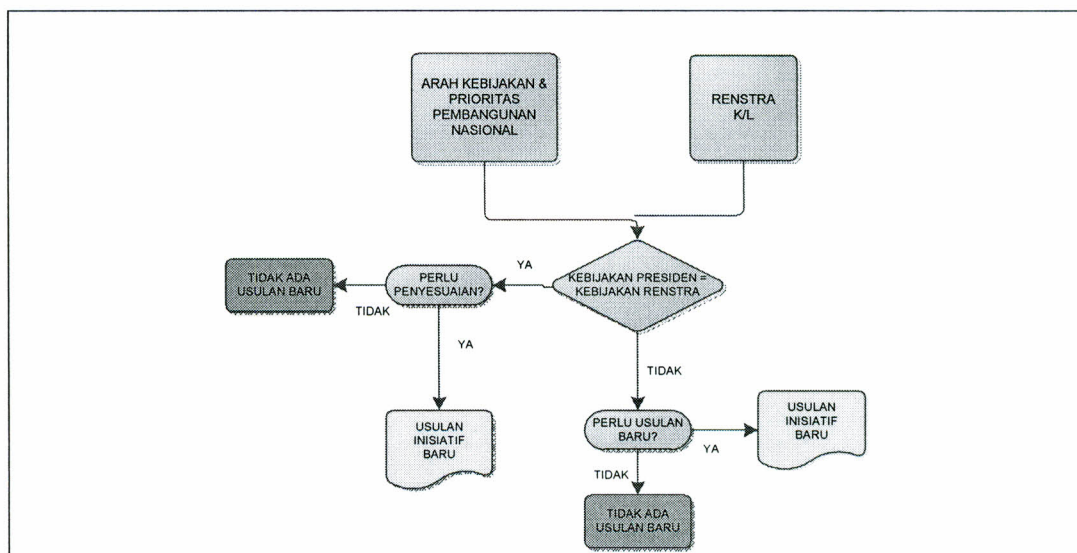 ARAH KEBIJAKAN &
PRIORITAS
PEMBANGUNAN
NASIONAL
RENSTRA
K/L
KEBIJAKAN PRESIDEN =
KEBIJAKAN RENSTRA
YA
PERLU
PENYESUAIAN?
TIDAK ADA
USULAN BARU
TIDAK
YA
USULAN
INISIATIF
BARU
TIDAK
PERLU USULAN
BARU?
YA
USULAN
INISIATIF
BARU
TIDAK
TIDAK ADA
USULAN BARU